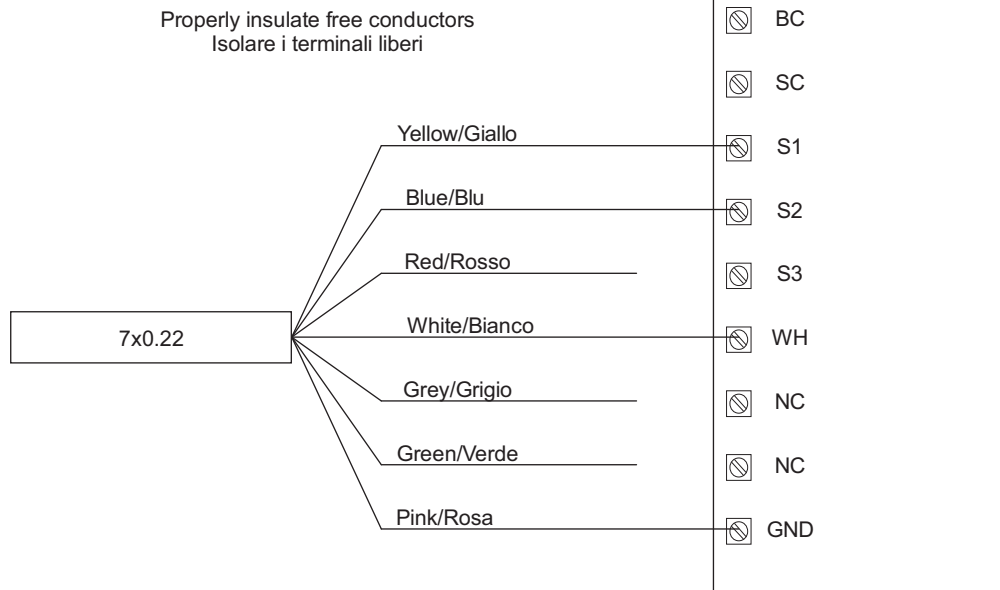 Properly insulate free conductors
Isolare i terminali liberi
BC
SC
Yellow/Giallo
S1
Blue/Blu
S2
Red/Rosso
S3
7x0.22
White/Bianco
WH
Grey/Grigio
NC
Green/Verde
NC
Pink/Rosa
GND